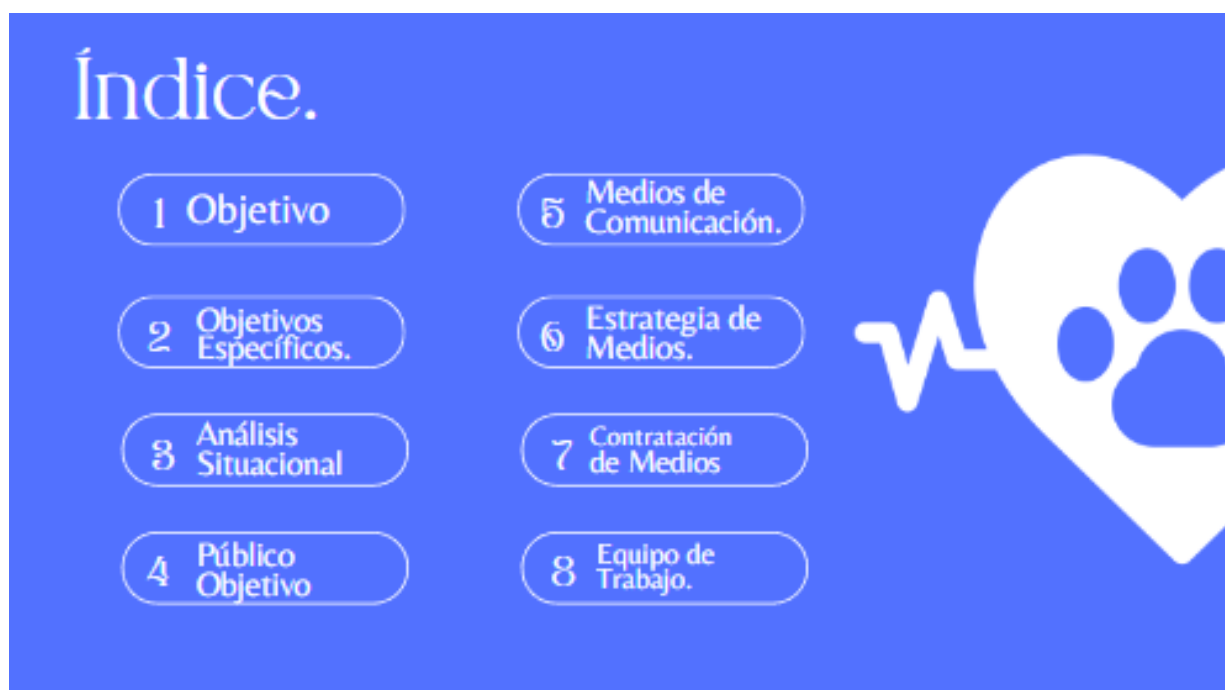 Índice.
1 Objetivo
2 Objetivos
Específicos.
3 Análisis
Situacional
4 Público
Objetivo
5 Medios de
Comunicación.
6 Estrategia de
Medios.
7 Contratación
de Medios
8 Equipo de
Trabajo.